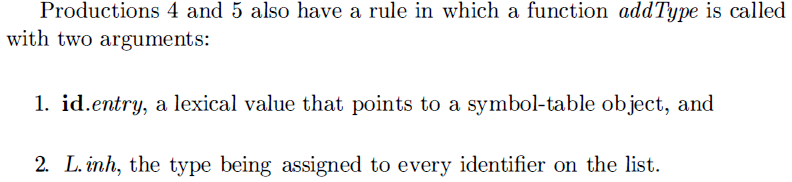 Productions 4 and 5 also have a rule in which a function addType is called
with two arguments:
1. id.entry, a lexical value that points to a symbol-table object, and
2. L.inh, the type being assigned to every identifier on the list.